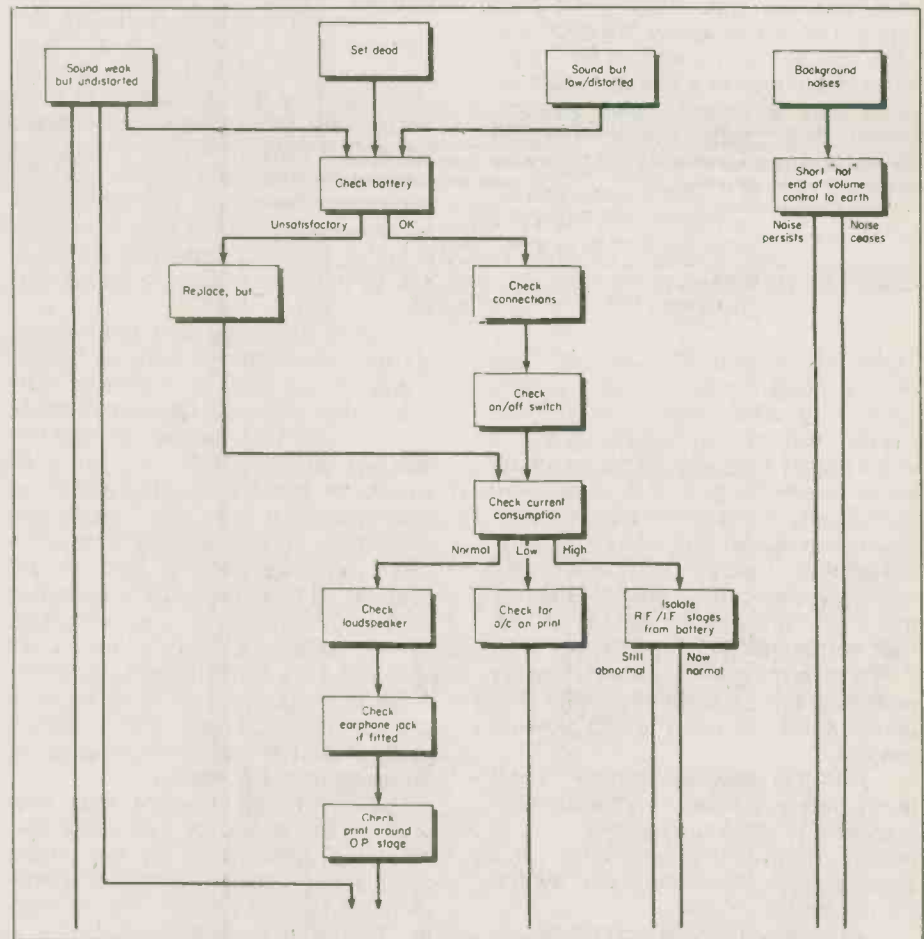 Set dead
Sound weak
but undistorted
Sound but
low/distorted
Background
noises
Check battery
Short "hot"
end of volume
control to earth
Unsatisfactory
OK
Noise
persists
Noise
ceases
Replace, but...
Check
connections
Check
on/off switch
Check current
consumption
Normal
Low
High
Check
loudspeaker
Check for
o/c on print
Isolate
R.F./I.F. stages
from battery
Still
abnormal
Now
normal
Check
earphone jack
if fitted
Check
print around
O.P. stage